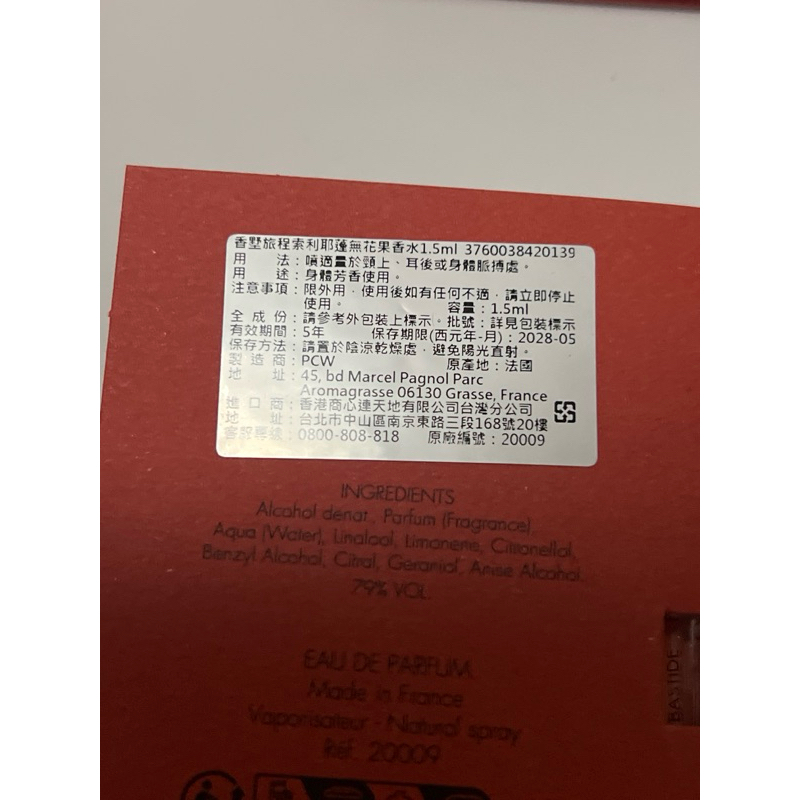 香墅旅程索利耶蓬無花果香水1.5ml 3760038420139
用 法：噴適量於頸上、耳後或身體脈搏處。
用 途：身體芳香使用。
注意事項：限外用，使用後如有任何不適，請立即停止
使用。 容量：1.5ml
全 成 份：請參考外包裝上標示。批號：詳見包裝標示
有效期間：5年 保存期限(西元年-月)：2028-05
保存方法：請置於陰涼乾燥處，避免陽光直射。
製 造 商：PCW 原產地：法國
地 址：45, bd Marcel Pagnol Parc
Aromagrasse 06130 Grasse, France
進 口 商：香港商心連天地有限公司台灣分公司
地 址：台北市中山區南京東路三段168號20樓
客服專線：0800-808-818 原廠編號：20009
INGREDIENTS
Alcohol denat., Parfum (Fragrance),
Aqua (Water), Linalool, Limonene, Citronellol,
Benzyl Alcohol, Citral, Geraniol, Anise Alcohol.
79% VOL.
EAU DE PARFUM
Made in France
Vaporisateur - Natural spray
Réf. 20009
BASTIDE